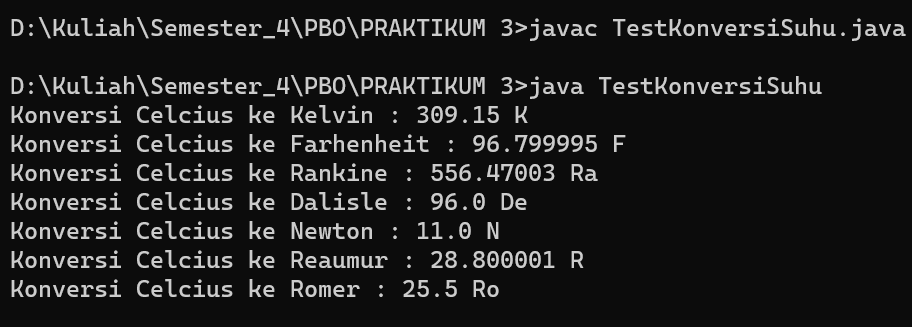 D:\Kuliah\Semester_4\PBO\PRAKTIKUM 3>javac TestKonversiSuhu.java
D:\Kuliah\Semester_4\PBO\PRAKTIKUM 3>java TestKonversiSuhu
Konversi Celcius ke Kelvin : 309.15 K
Konversi Celcius ke Farhenheit : 96.799995 F
Konversi Celcius ke Rankine : 556.47003 Ra
Konversi Celcius ke Dalisle : 96.0 De
Konversi Celcius ke Newton : 11.0 N
Konversi Celcius ke Reaumur : 28.800001 R
Konversi Celcius ke Romer : 25.5 Ro